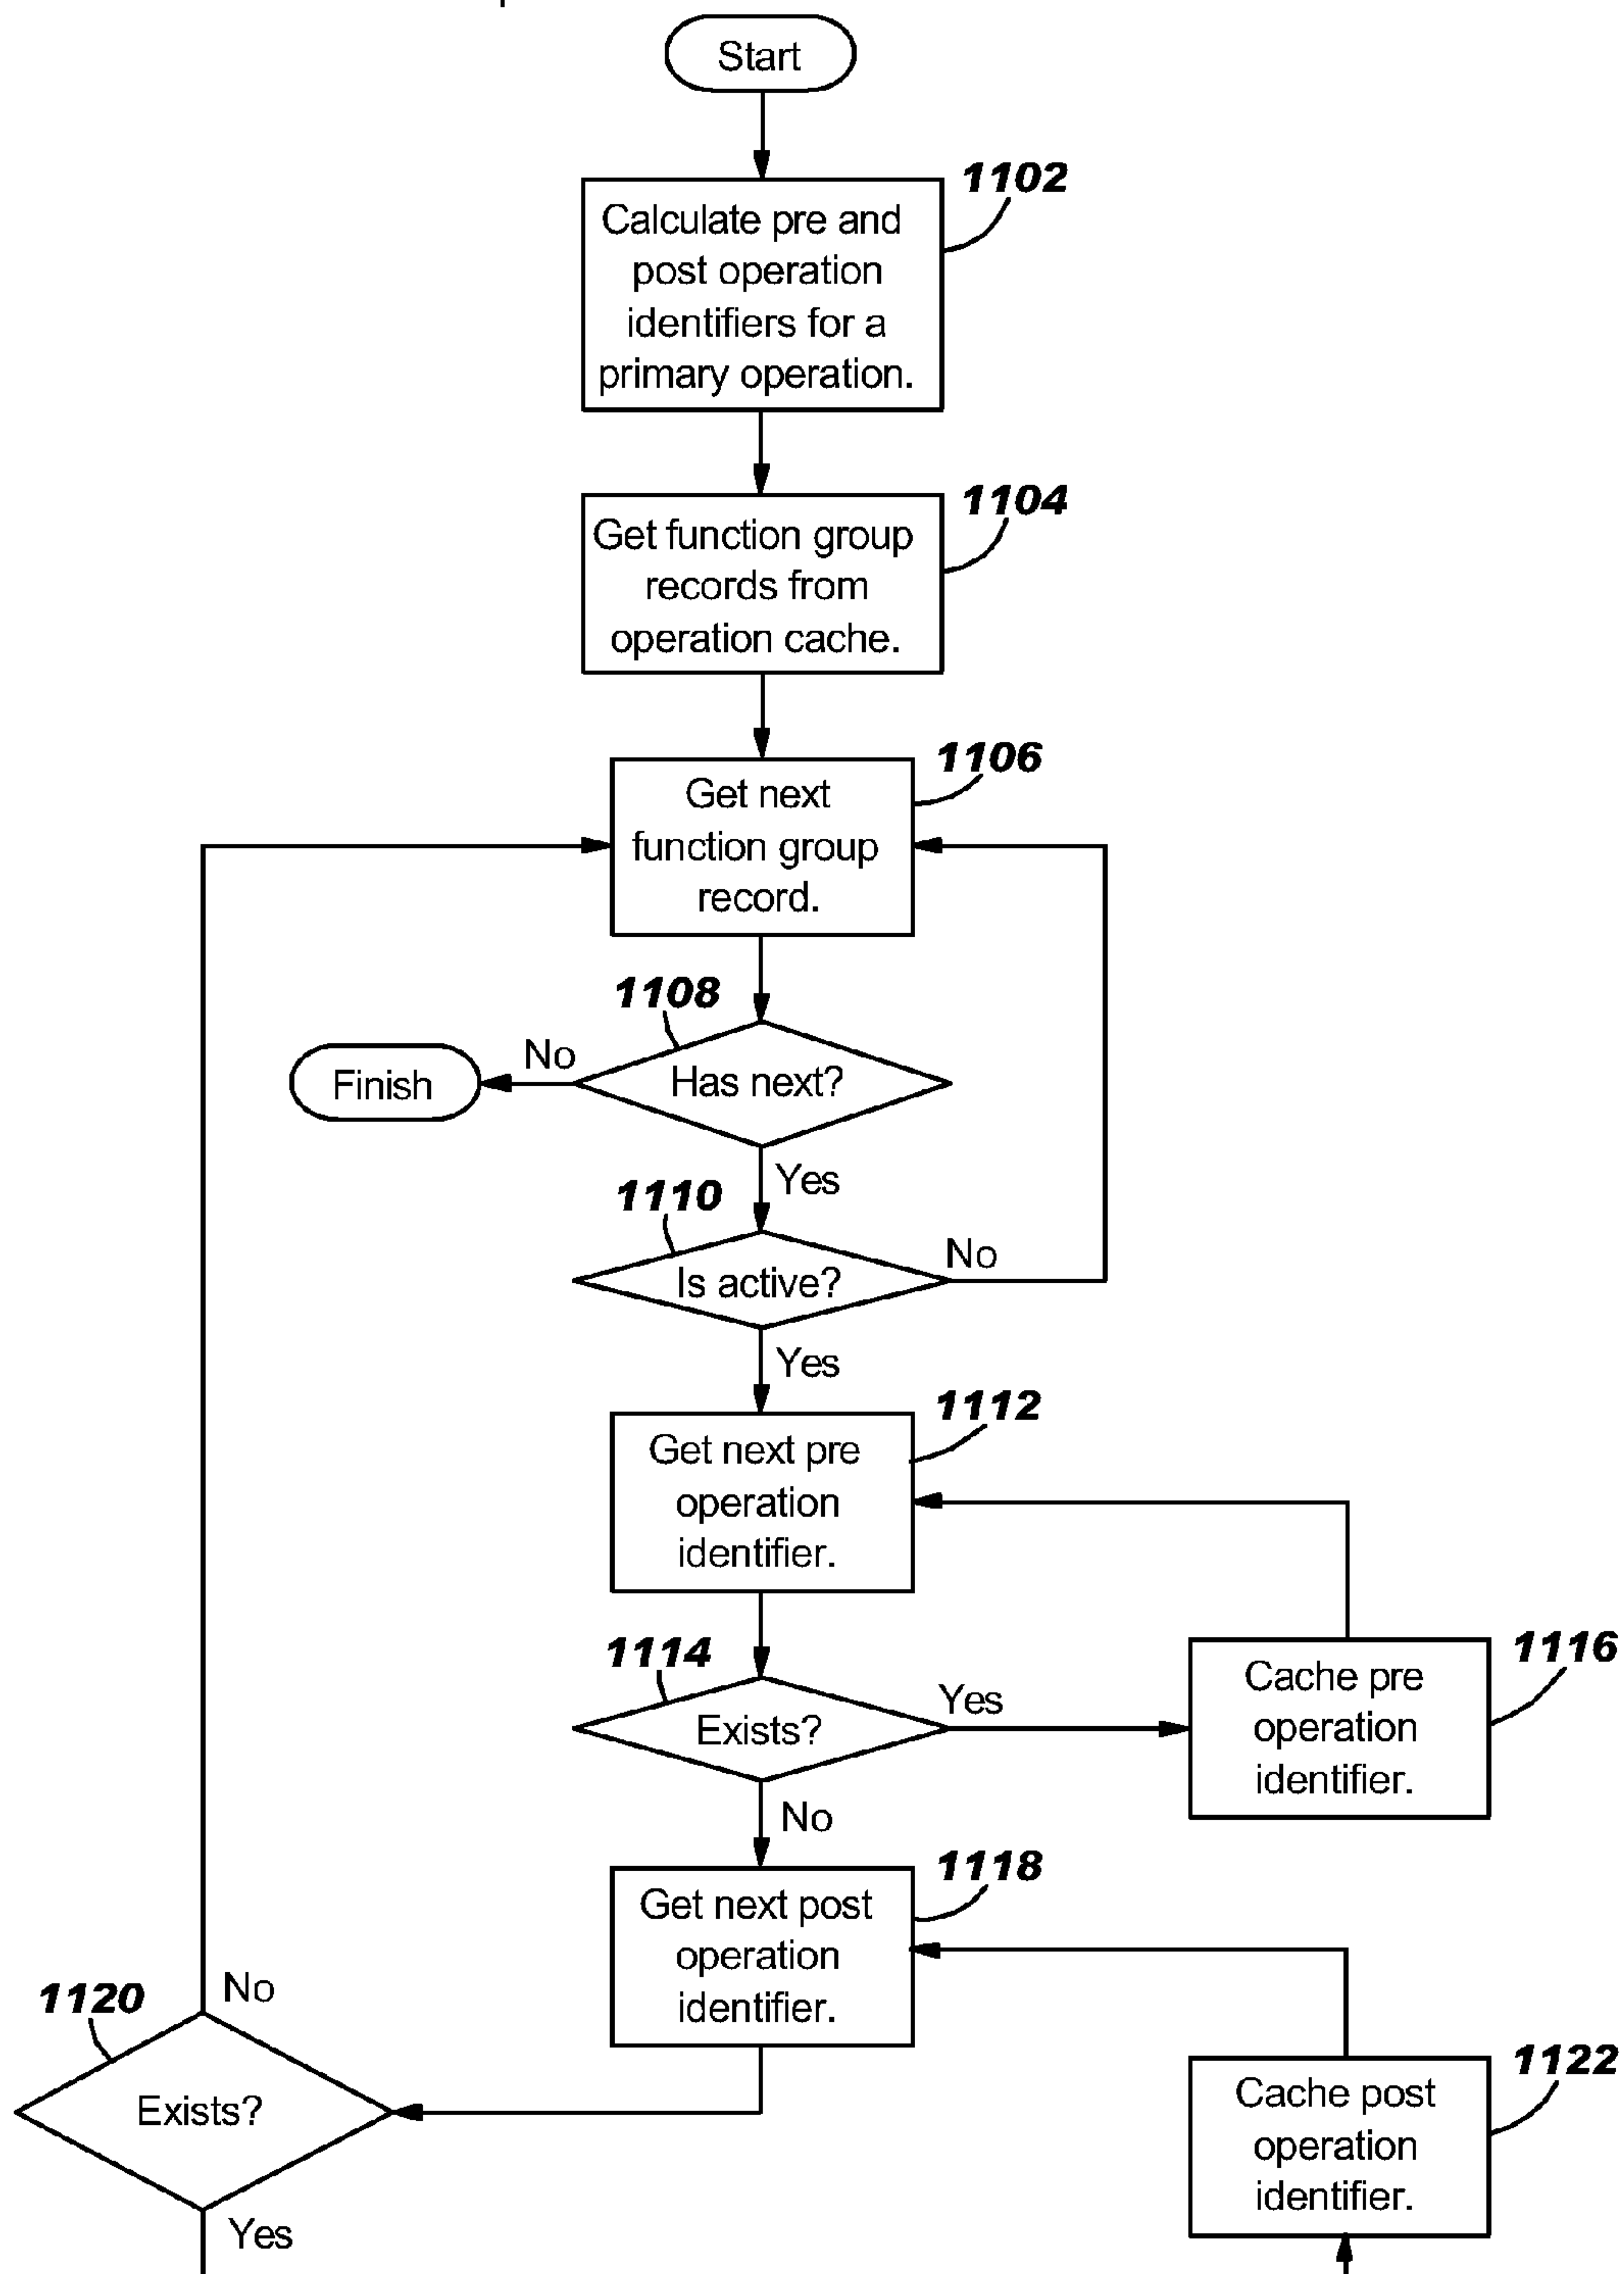 Start
1102
Calculate pre and
post operation
identifiers for a
primary operation.
1104
Get function group
records from
operation cache.
1106
Get next
function group
record.
1108
No
Finish
Has next?
Yes
1110
No
Is active?
Yes
1112
Get next pre
operation
identifier.
1114
Yes
Exists?
1116
Cache pre
operation
identifier.
No
1118
Get next post
operation
identifier.
No
1120
Exists?
1122
Cache post
operation
identifier.
Yes